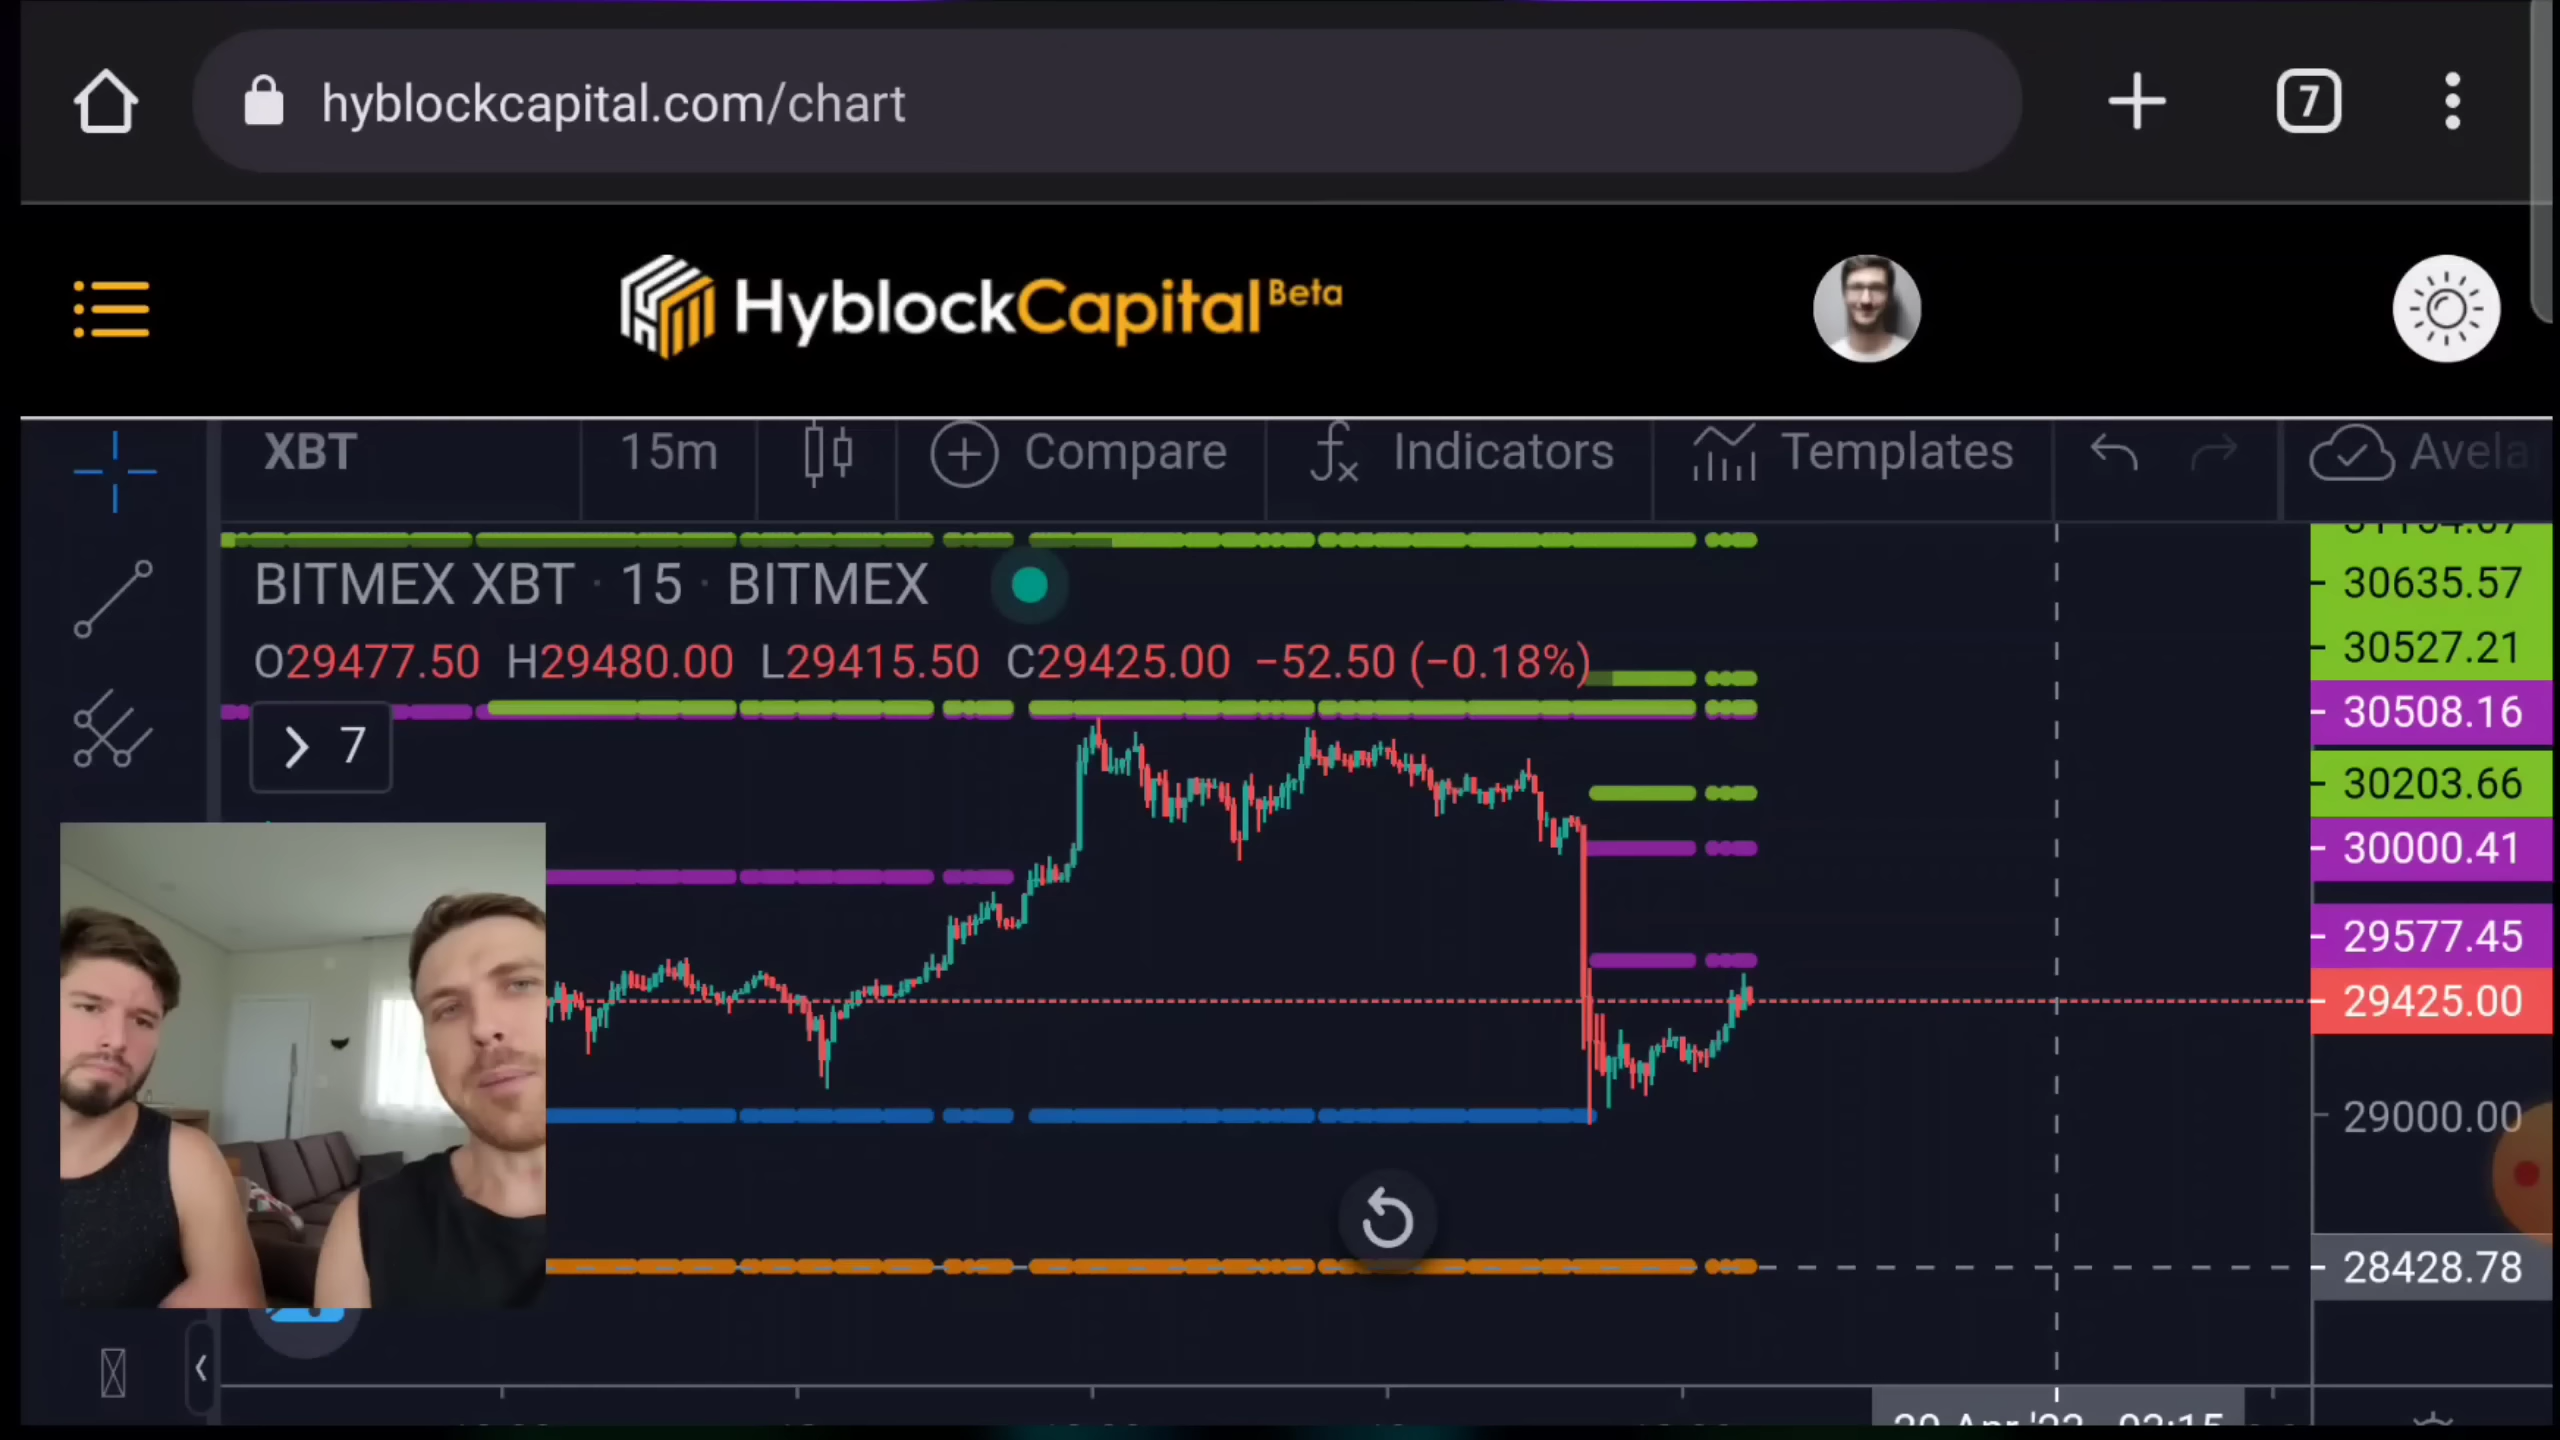 hyblockcapital.com/chart
7
HyblockCapital Beta
XBT
15m
Compare
Indicators
Templates
BITMEX XBT · 15 · BITMEX
O29477.50 H29480.00 L29415.50 C29425.00 −52.50 (−0.18%)
7
30635.57
30527.21
30508.16
30203.66
30000.41
29577.45
29425.00
29000.00
28428.78